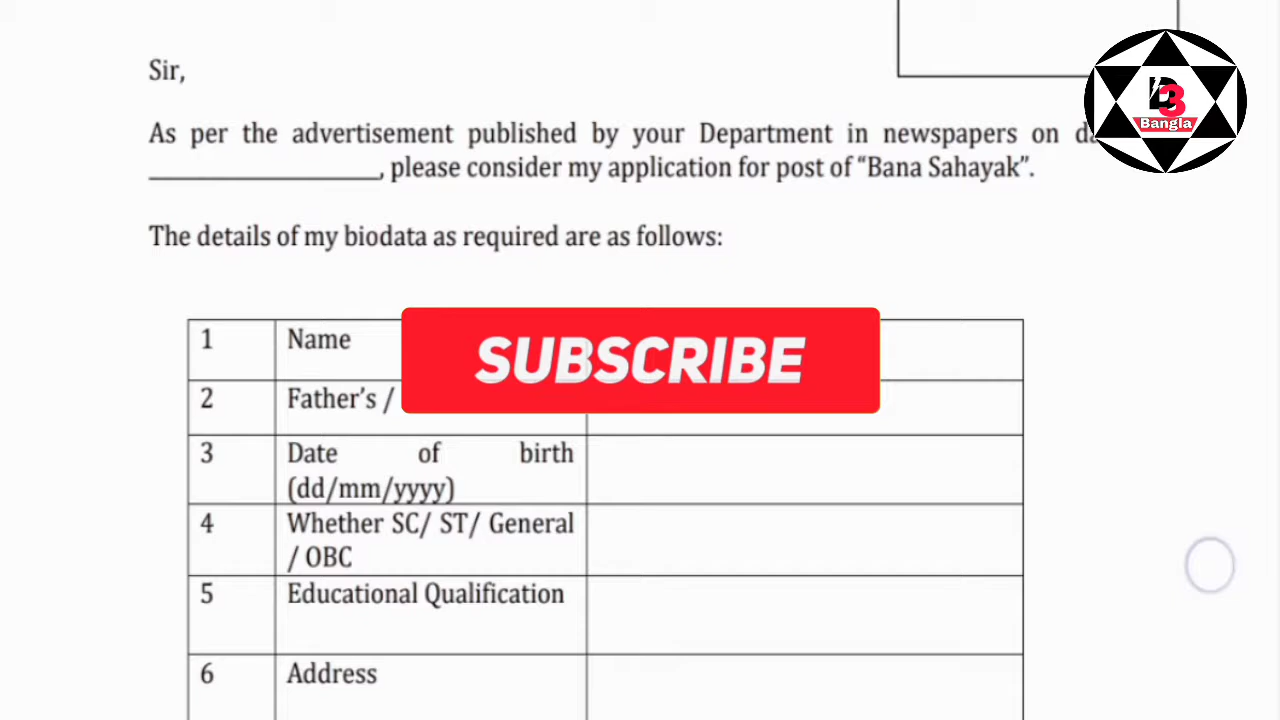 Sir,
As per the advertisement published by your Department in newspapers on
, please consider my application for post of “Bana Sahayak”.
The details of my biodata as required are as follows:
1 Name
2 Father’s /
3 Date of birth
(dd/mm/yyyy)
4 Whether SC/ ST/ General
/ OBC
5 Educational Qualification
6 Address
SUBSCRIBE
D3
Bangla